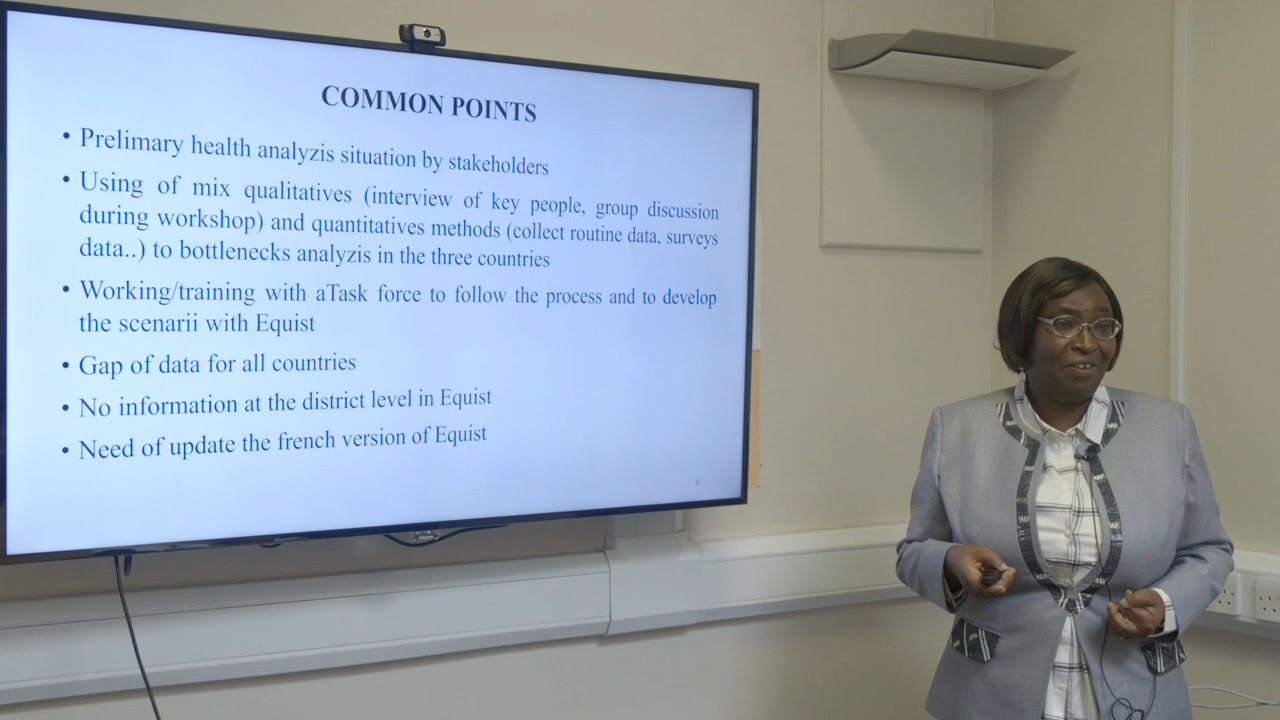 COMMON POINTS
• Prelimary health analyzis situation by stakeholders
• Using of mix qualitatives (interview of key people, group discussion
during workshop) and quantitatives methods (collect routine data, surveys
data..) to bottlenecks analyzis in the three countries
• Working/training with aTask force to follow the process and to develop
the scenarii with Equist
• Gap of data for all countries
• No information at the district level in Equist
• Need of update the french version of Equist